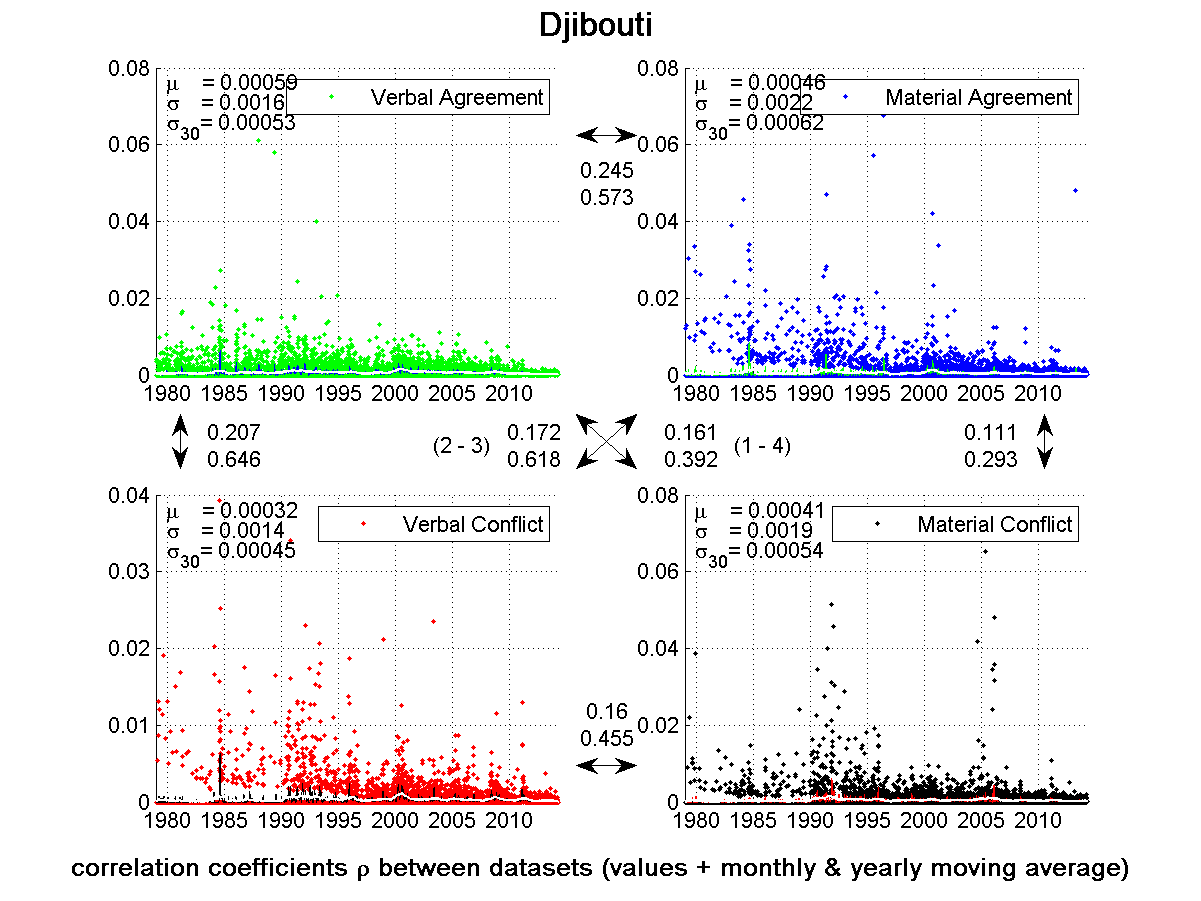 Djibouti
0.08
0.06
0.04
0.02
0
μ = 0.00059
σ = 0.0016
σ30 = 0.00053
Verbal Agreement
1980 1985 1990 1995 2000 2005 2010
0.245
0.573
0.08
0.06
0.04
0.02
0
μ = 0.00046
σ = 0.0022
σ30 = 0.00062
Material Agreement
1980 1985 1990 1995 2000 2005 2010
0.207
0.646
(2 - 3)
0.172
0.618
0.161
0.392
(1 - 4)
0.111
0.293
0.04
0.03
0.02
0.01
0
μ = 0.00032
σ = 0.0014
σ30 = 0.00045
Verbal Conflict
1980 1985 1990 1995 2000 2005 2010
0.16
0.455
0.08
0.06
0.04
0.02
0
μ = 0.00041
σ = 0.0019
σ30 = 0.00054
Material Conflict
1980 1985 1990 1995 2000 2005 2010
correlation coefficients ρ between datasets (values + monthly & yearly moving average)